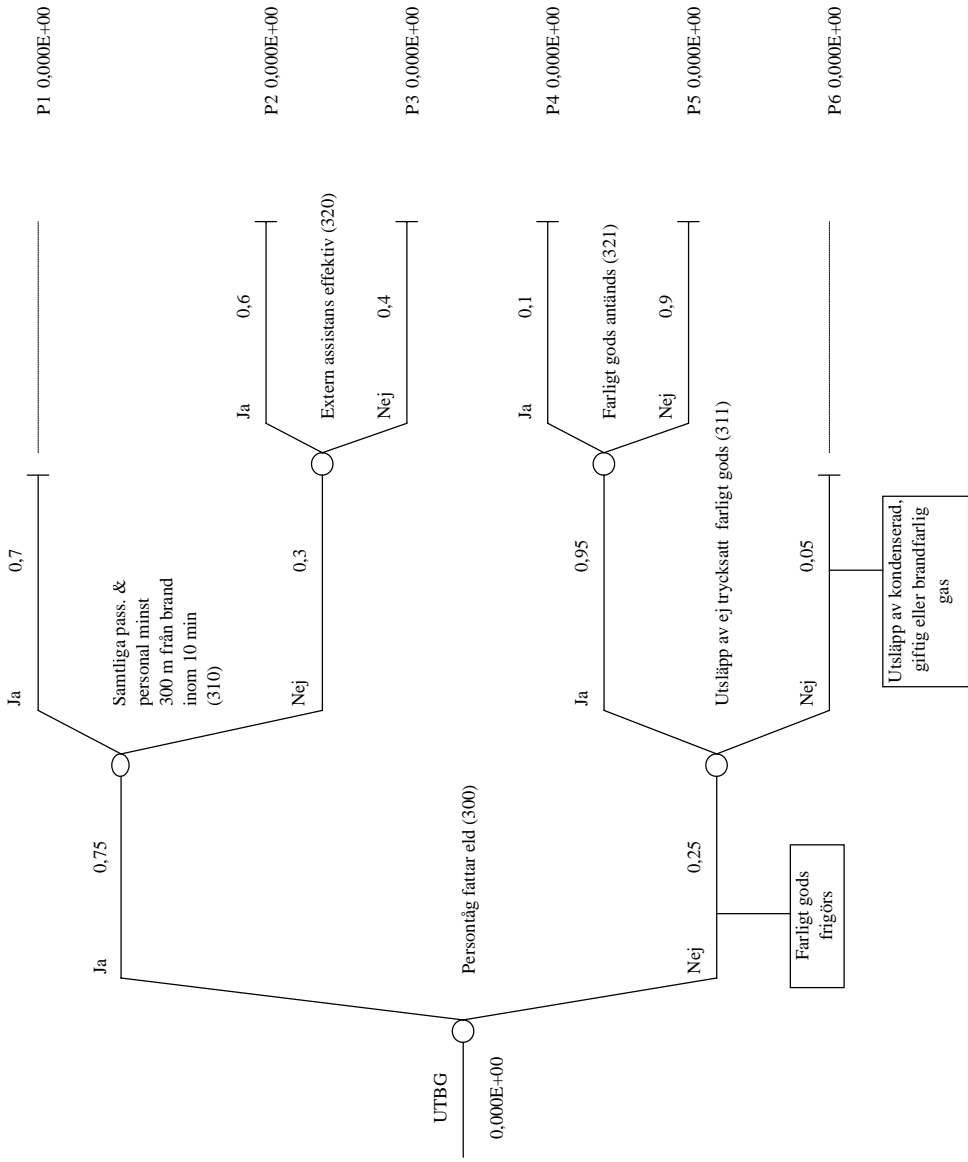 UTBG
0,000E+00
Persontåg fattar eld (300)
Ja
0,75
Nej
0,25
Farligt gods
frigörs
Samtliga pass. &
personal minst
300 m från brand
inom 10 min
(310)
Ja
0,7
Nej
0,3
Utsläpp av ej trycksatt farligt gods (311)
Ja
0,95
Nej
0,05
Utsläpp av kondenserad,
giftig eller brandfarlig
gas
Extern assistans effektiv (320)
Ja
0,6
Nej
0,4
Farligt gods antänds (321)
Ja
0,1
Nej
0,9
P1 0,000E+00
P2 0,000E+00
P3 0,000E+00
P4 0,000E+00
P5 0,000E+00
P6 0,000E+00